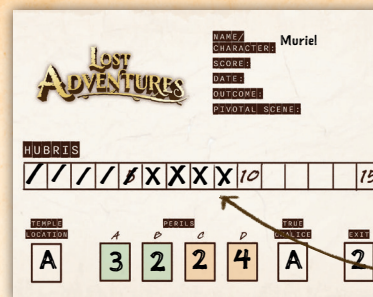 LOST
ADVENTURES
NAME/
CHARACTER: Muriel
SCORE:
DATE:
OUTCOME:
PIVOTAL SCENE:
HUBRIS
/ / / / 5 X X X X 10 15
TEMPLE LOCATION PERILS TRUE CHALICE EXIT
A B C D
A 3 2 2 4 A 2